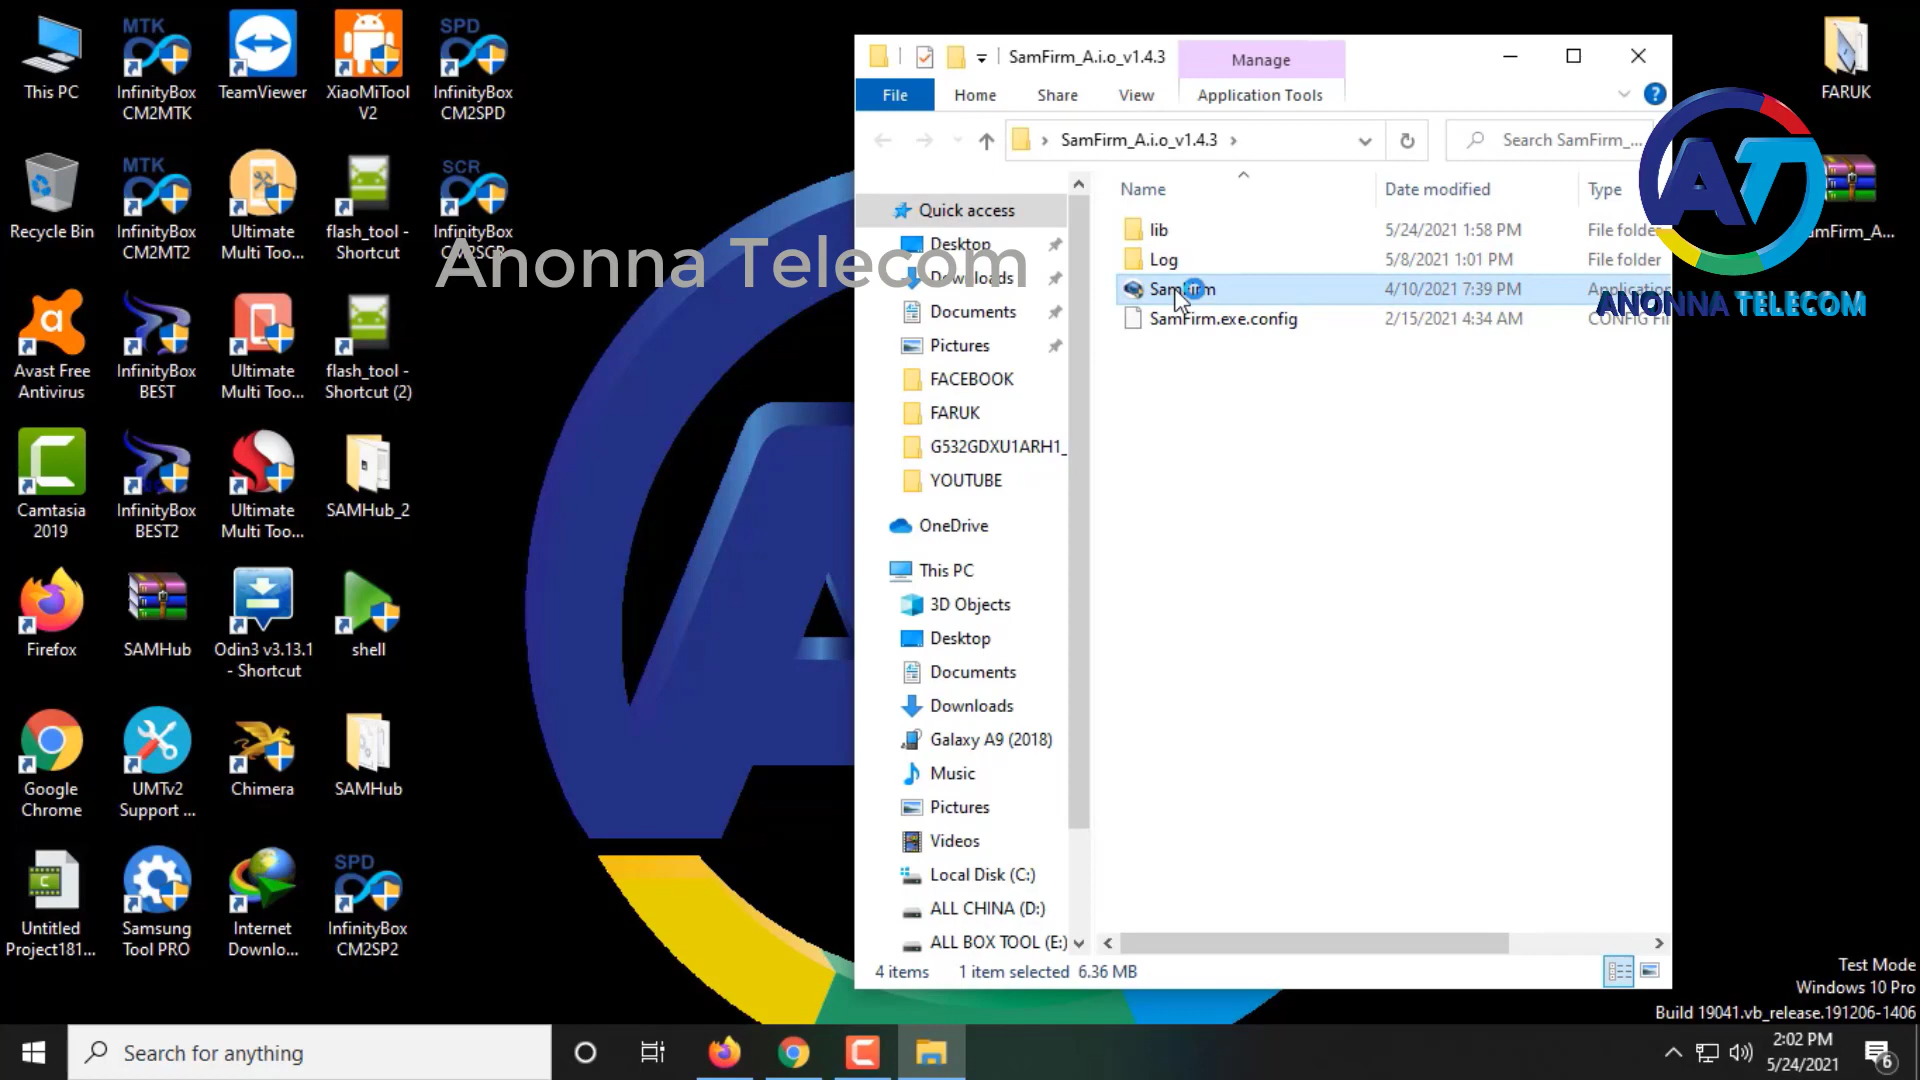 This PC
MTK
InfinityBox
CM2MTK
TeamViewer
XiaoMiTool
V2
SPD
InfinityBox
CM2SPD
Recycle Bin
MTK
InfinityBox
CM2MT2
Ultimate
Multi Too...
flash_tool -
Shortcut
SCR
InfinityBox
Avast Free
Antivirus
InfinityBox
BEST
Ultimate
Multi Too...
flash_tool -
Shortcut (2)
Camtasia
2019
InfinityBox
BEST2
Ultimate
Multi Too...
SAMHub_2
Firefox
SAMHub
Odin3 v3.13.1
- Shortcut
shell
Google
Chrome
UMTv2
Support ...
Chimera
SAMHub
Untitled
Project181...
Samsung
Tool PRO
Internet
Downlo...
SPD
InfinityBox
CM2SP2
Anonna Telecom
SamFirm_A.i.o_v1.4.3
Manage
File
Home
Share
View
Application Tools
SamFirm_A.i.o_v1.4.3
Search SamFirm_...
Name
Date modified
Type
lib
5/24/2021 1:58 PM
File folder
Log
5/8/2021 1:01 PM
File folder
SamFirm
4/10/2021 7:39 PM
Application
SamFirm.exe.config
2/15/2021 4:34 AM
CONFIG Fil
Quick access
Desktop
Downloads
Documents
Pictures
FACEBOOK
FARUK
G532GDXU1ARH1_
YOUTUBE
OneDrive
This PC
3D Objects
Desktop
Documents
Downloads
Galaxy A9 (2018)
Music
Pictures
Videos
Local Disk (C:)
ALL CHINA (D:)
ALL BOX TOOL (E:)
4 items
1 item selected 6.36 MB
FARUK
AT
ANONNA TELECOM
mFirm_A...
Test Mode
Windows 10 Pro
Build 19041.vb_release.191206-1406
Search for anything
2:02 PM
5/24/2021
6